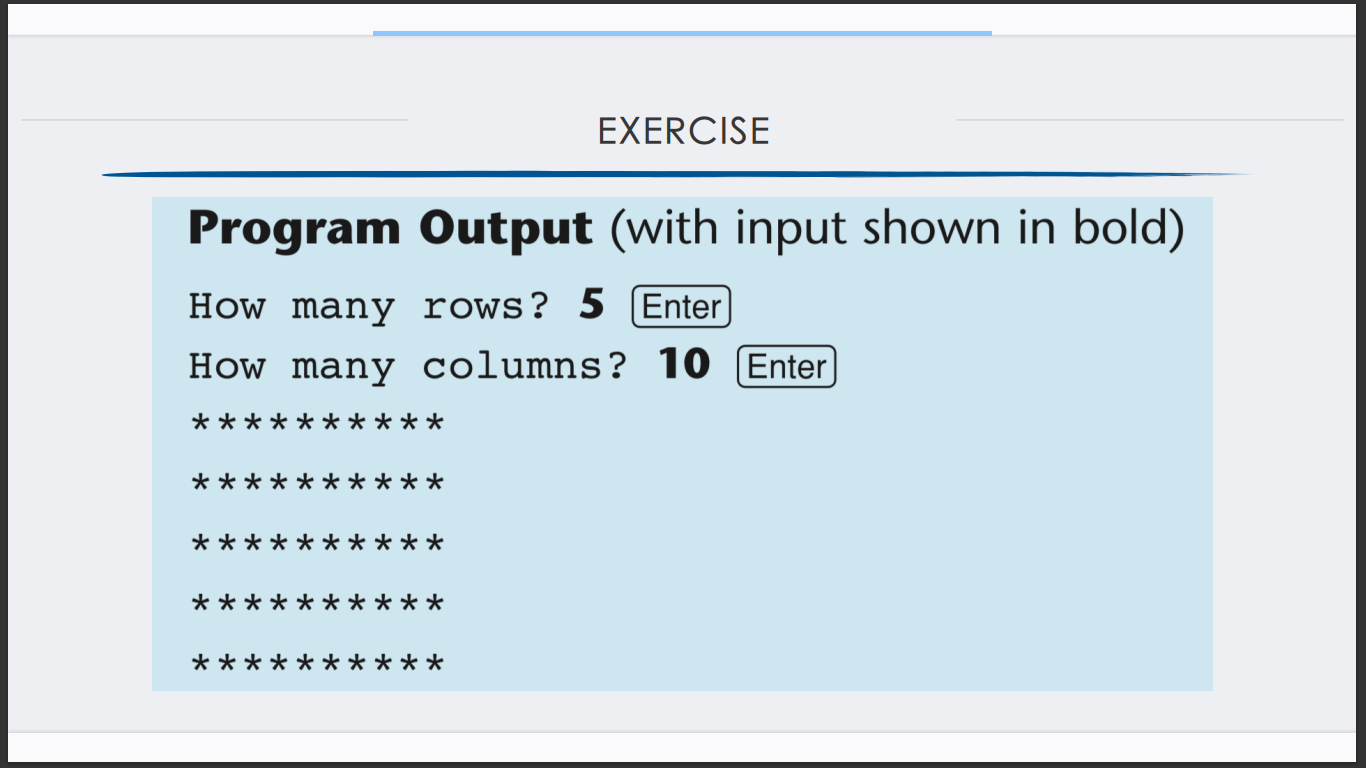 EXERCISE
Program Output (with input shown in bold)
How many rows? 5 Enter
How many columns? 10 Enter
**********
**********
**********
**********
**********